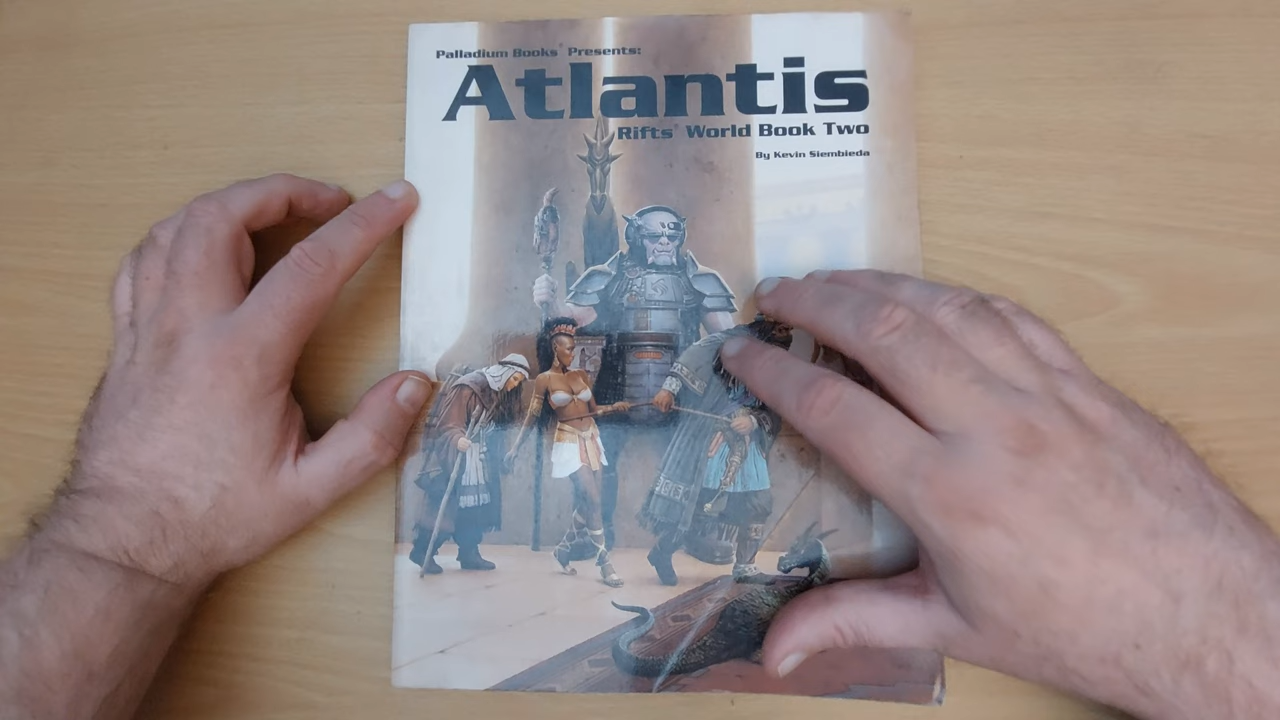 Palladium Books® Presents:
Atlantis
Rifts® World Book Two
By Kevin Siembieda